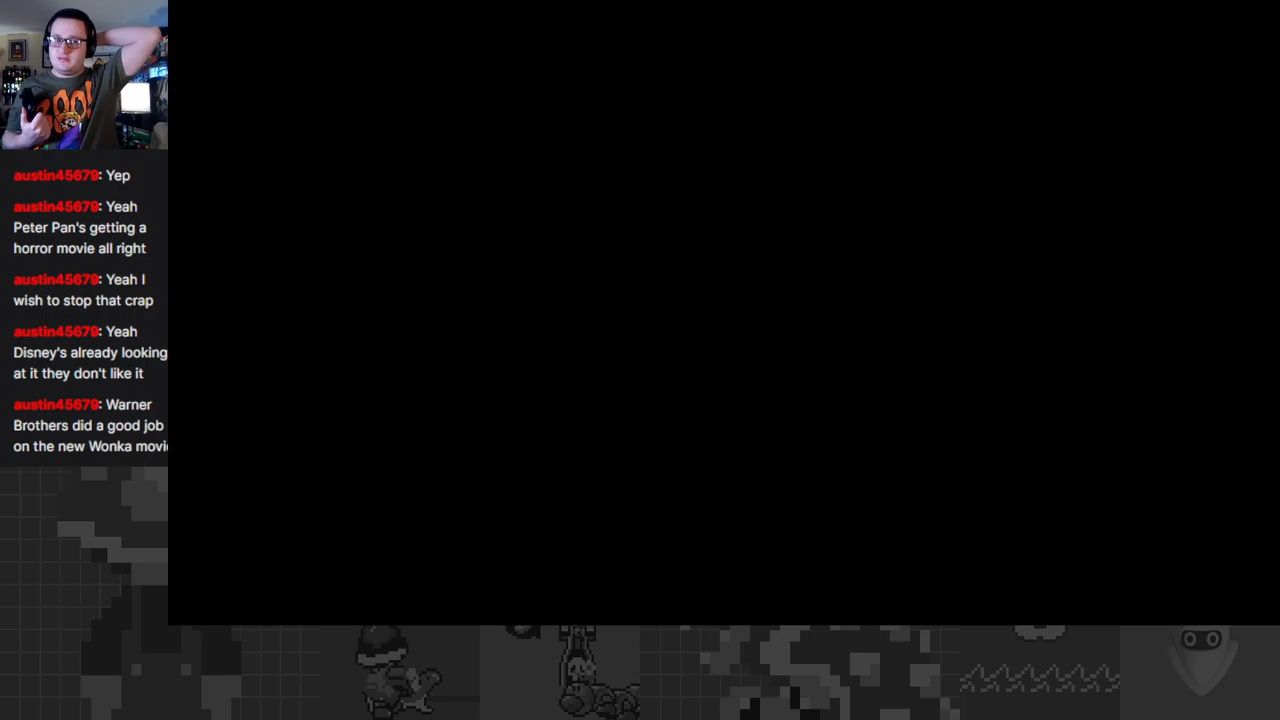 BOO!
austin45679: Yep
austin45679: Yeah
Peter Pan's getting a
horror movie all right
austin45679: Yeah I
wish to stop that crap
austin45679: Yeah
Disney's already looking
at it they don't like it
austin45679: Warner
Brothers did a good job
on the new Wonka movie